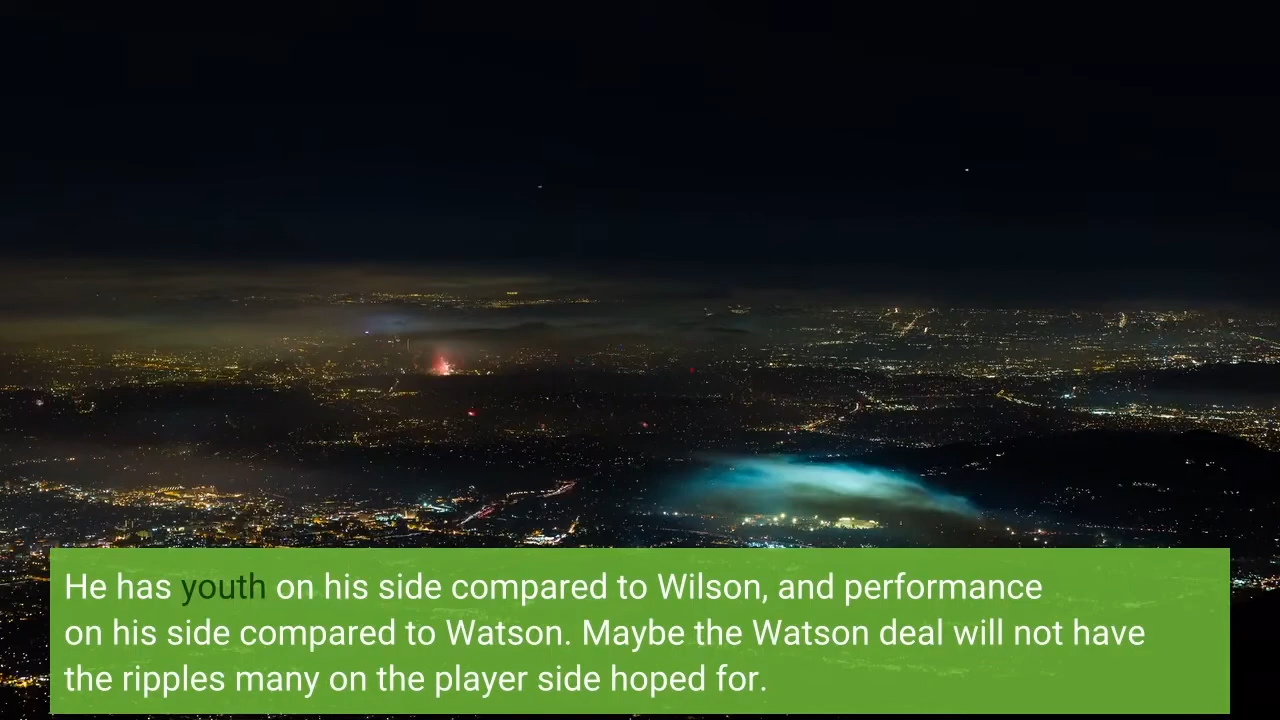 He has youth on his side compared to Wilson, and performance
on his side compared to Watson. Maybe the Watson deal will not have
the ripples many on the player side hoped for.